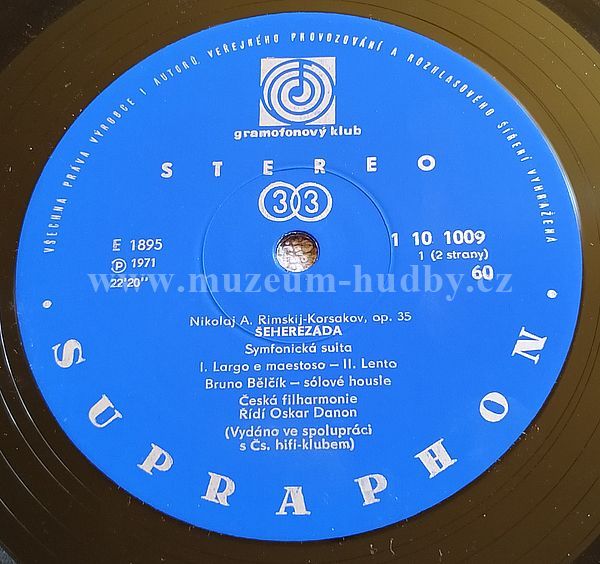 VŠECHNA PRÁVA VÝROBCE I AUTORŮ, VEŘEJNÉHO PROVOZOVÁNÍ A ROZHLASOVÉHO ŠÍŘENÍ VYHRAŽENA
gramofonový klub
STEREO
33
E 1895
1 10 1009
Ⓟ 1971
1 (2 strany)
22'20"
60
www.muzeum-hudby.cz
Nikolaj A. Rimskij-Korsakov, op. 35
ŠEHEREZÁDA
Symfonická suita
I. Largo e maestoso – II. Lento
Bruno Bělčík – sólové housle
Česká filharmonie
Řídí Oskar Danon
(Vydáno ve spolupráci
s Čs. hifi-klubem)
• SUPRAPHON •